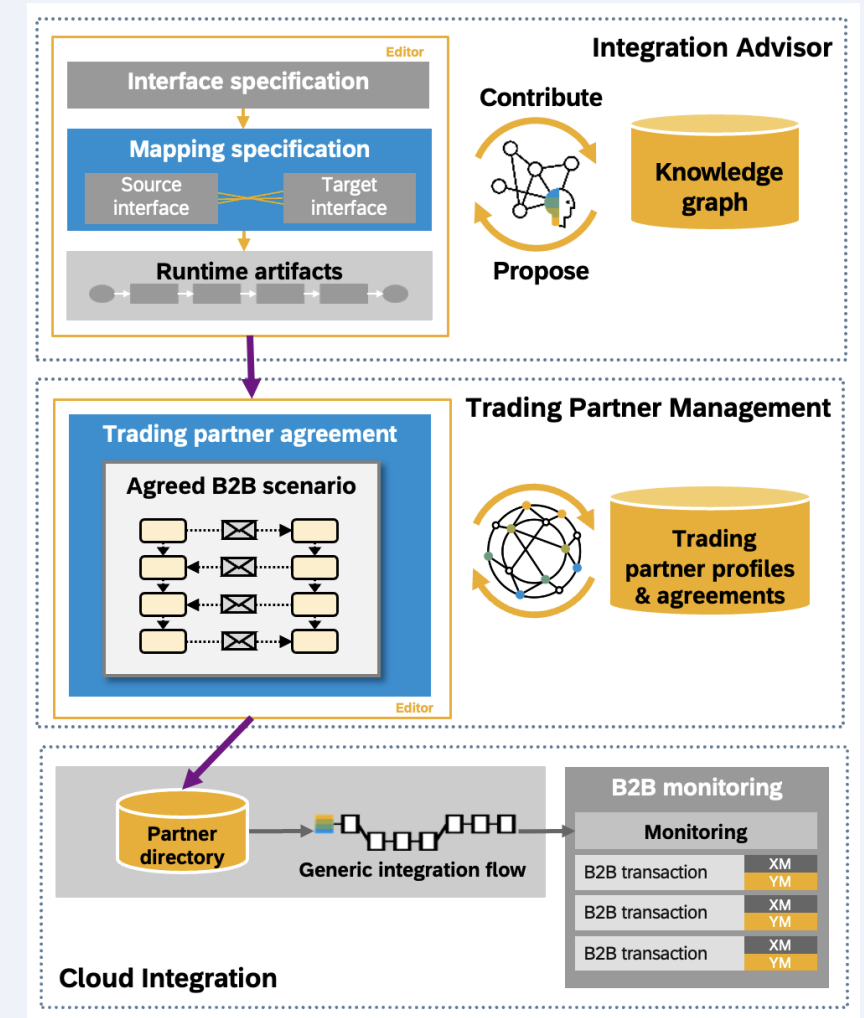 Integration Advisor
Editor
Interface specification
Mapping specification
Source
interface
Target
interface
Runtime artifacts
Contribute
Propose
Knowledge
graph
Trading Partner Management
Trading partner agreement
Agreed B2B scenario
Editor
Trading
partner profiles
& agreements
Partner
directory
Generic integration flow
B2B monitoring
Monitoring
B2B transaction
XM
YM
B2B transaction
XM
YM
B2B transaction
XM
YM
Cloud Integration